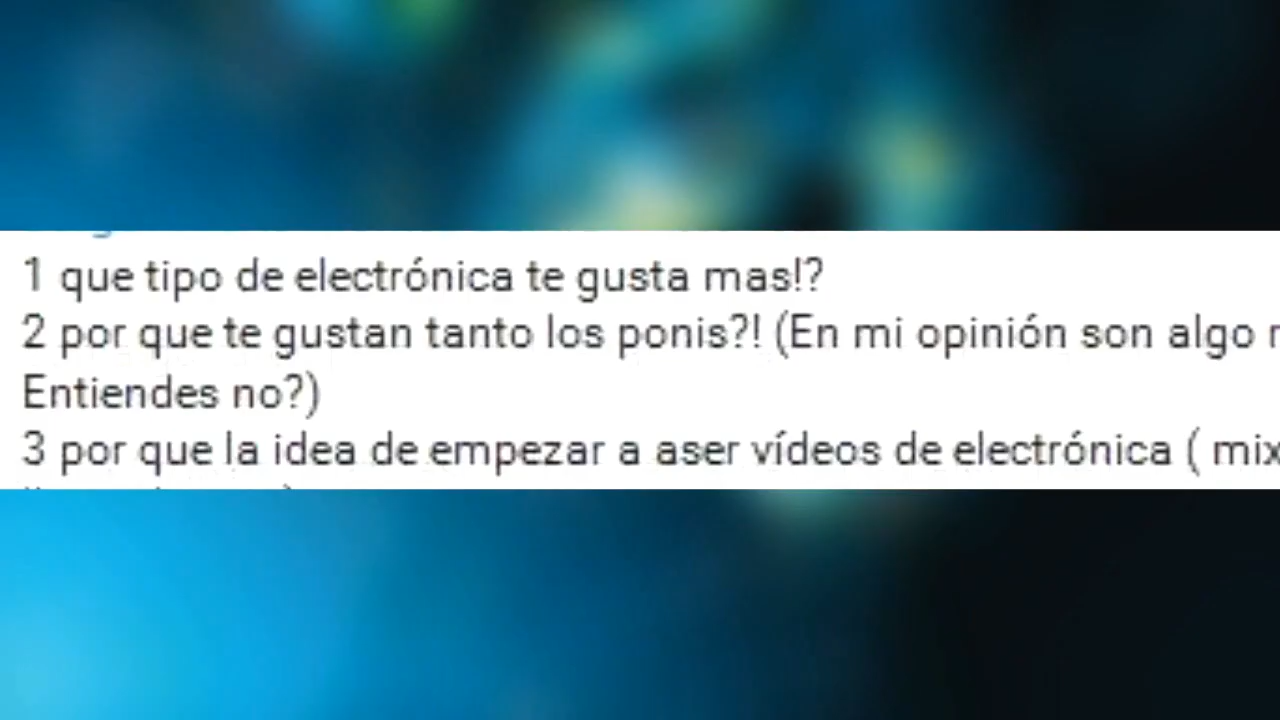 1 que tipo de electrónica te gusta mas!?
2 por que te gustan tanto los ponis?! (En mi opinión son algo
Entiendes no?)
3 por que la idea de empezar a aser vídeos de electrónica ( mix